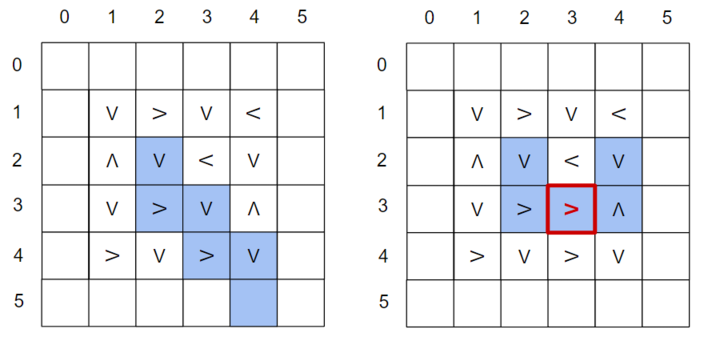 0 1 2 3 4 5 0 1 2 3 4 5
0 0
1 V > V < 1 V > V <
2 Λ V < V 2 Λ V < V
3 V > V Λ 3 V > > Λ
4 > V > V 4 > V > V
5 5